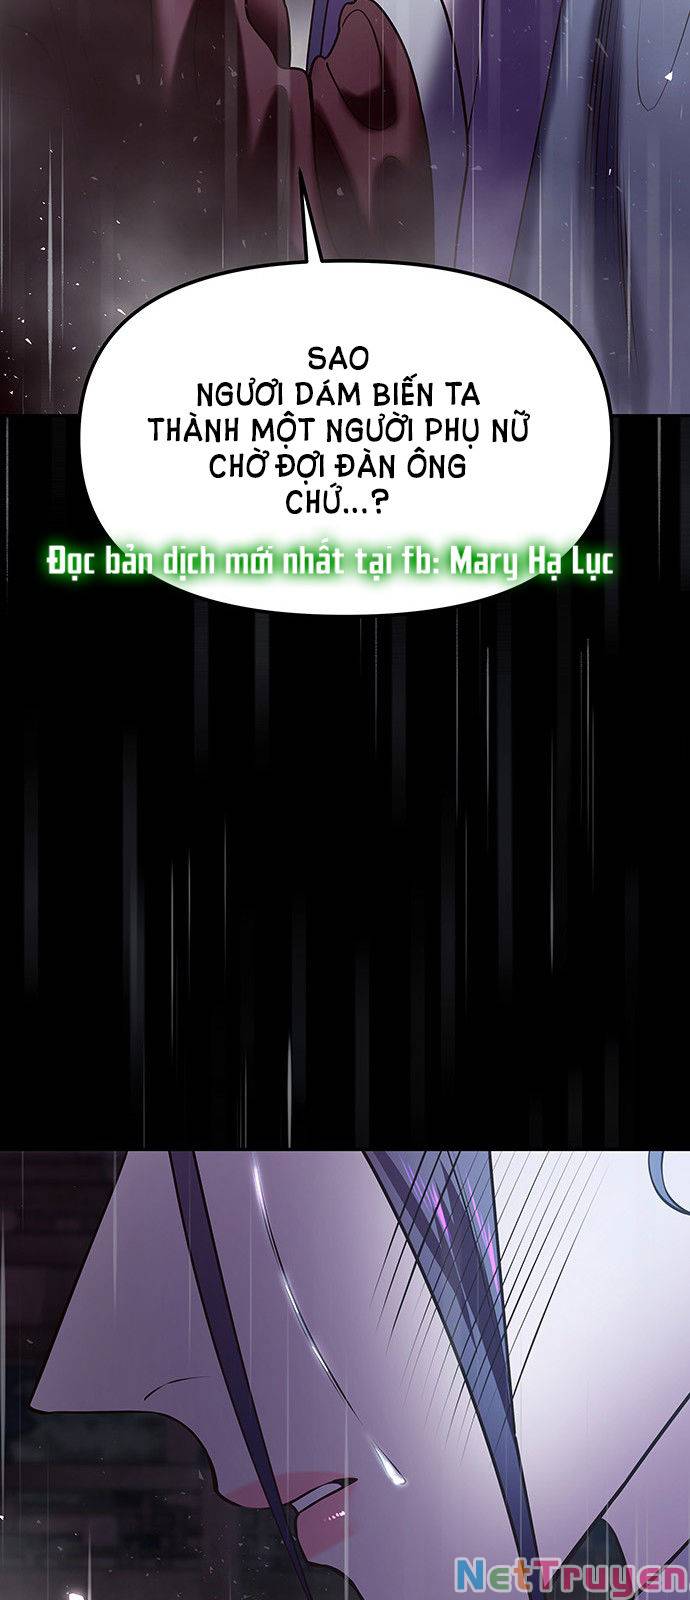 SAO
NGƯƠI DÁM BIẾN TA
THÀNH MỘT NGƯỜI PHỤ NỮ
CHỜ ĐỢI ĐÀN ÔNG
CHỨ...?
Đọc bản dịch mới nhất tại fb: Mary Hạ Lục
NetTruyen